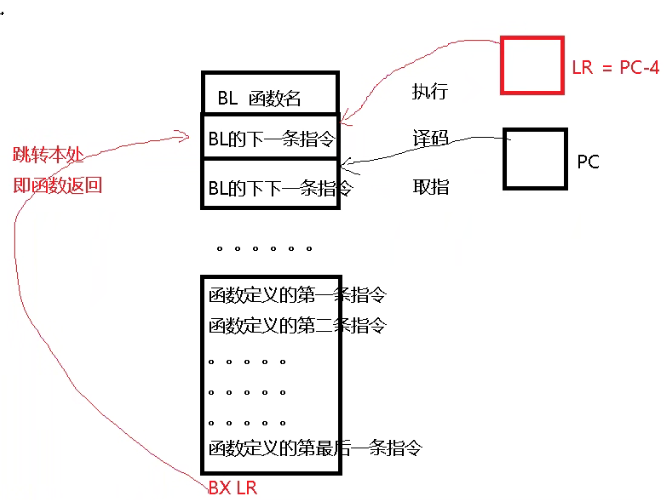 LR = PC-4
BL 函数名
执行
BL的下一条指令
译码
跳转本处
即函数返回
BL的下下一条指令
取指
PC
。。。。。。
函数定义的第一条指令
函数定义的第二条指令
。。。。。
。。。。。
。。。。。
函数定义的第最后一条指令
BX LR